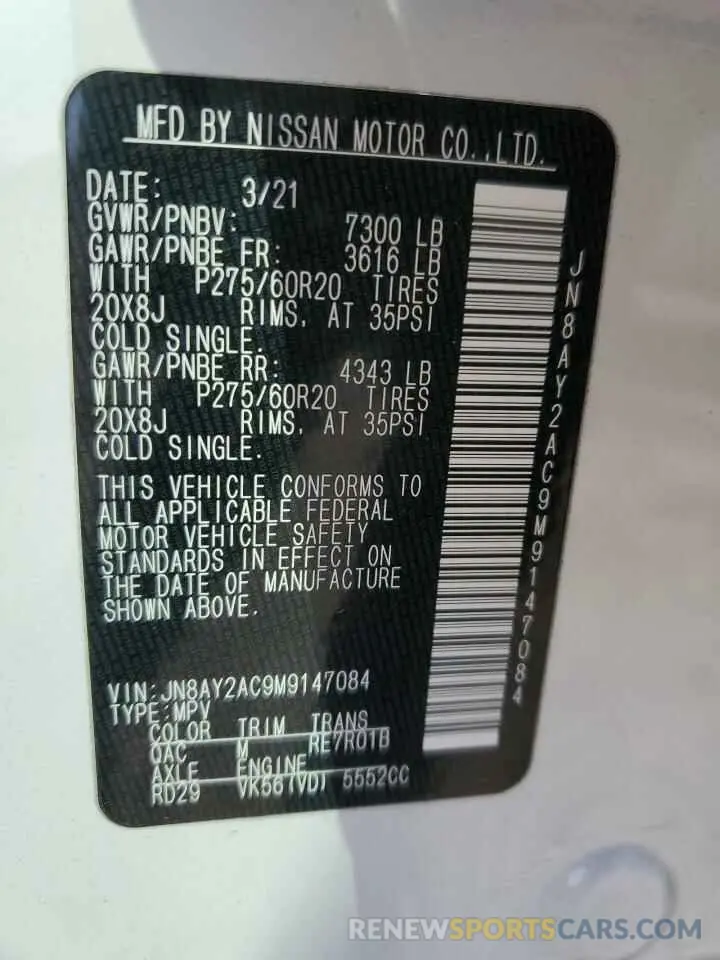 MFD BY NISSAN MOTOR CO.,LTD.
DATE: 3/21
GVWR/PNBV: 7300 LB
GAWR/PNBE FR: 3616 LB
WITH P275/60R20 TIRES
20X8J RIMS, AT 35PSI
COLD SINGLE.
GAWR/PNBE RR: 4343 LB
WITH P275/60R20 TIRES
20X8J RIMS, AT 35PSI
COLD SINGLE.
THIS VEHICLE CONFORMS TO
ALL APPLICABLE FEDERAL
MOTOR VEHICLE SAFETY
STANDARDS IN EFFECT ON
THE DATE OF MANUFACTURE
SHOWN ABOVE.
VIN:JN8AY2AC9M9147084
TYPE:MPV
COLOR TRIM TRANS
QAC M RE7R01B
AXLE ENGINE
RD29 VK56(VD) 5552CC
JN8AY2AC9M9147084
RENEWSPORTSCARS.COM